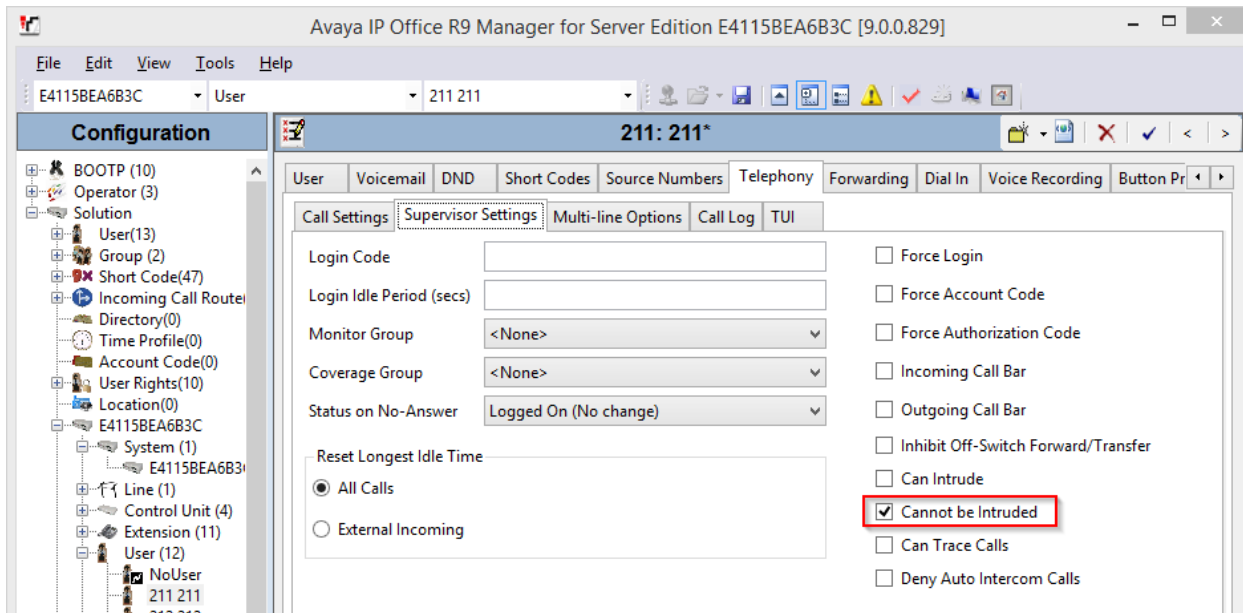 Avaya IP Office R9 Manager for Server Edition E4115BEA6B3C [9.0.0.829]
File Edit View Tools Help
E4115BEA6B3C User 211 211
Configuration
211: 211*
BOOTP (10)
Operator (3)
Solution
User(13)
Group (2)
Short Code(47)
Incoming Call Route(
Directory(0)
Time Profile(0)
Account Code(0)
User Rights(10)
Location(0)
E4115BEA6B3C
System (1)
E4115BEA6B3
Line (1)
Control Unit (4)
Extension (11)
User (12)
NoUser
211 211
User Voicemail DND Short Codes Source Numbers Telephony Forwarding Dial In Voice Recording Button Pr
Call Settings Supervisor Settings Multi-line Options Call Log TUI
Login Code
Login Idle Period (secs)
Monitor Group <None>
Coverage Group <None>
Status on No-Answer Logged On (No change)
Reset Longest Idle Time
All Calls
External Incoming
Force Login
Force Account Code
Force Authorization Code
Incoming Call Bar
Outgoing Call Bar
Inhibit Off-Switch Forward/Transfer
Can Intrude
Cannot be Intruded
Can Trace Calls
Deny Auto Intercom Calls